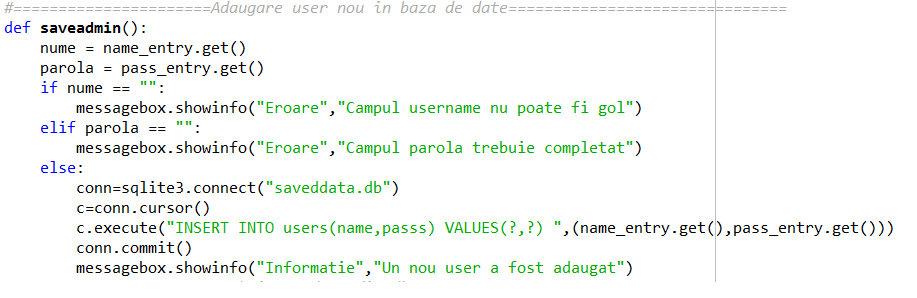 #======================Adaugare user nou in baza de date===============================
def saveadmin():
    nume = name_entry.get()
    parola = pass_entry.get()
    if nume == "":
        messagebox.showinfo("Eroare","Campul username nu poate fi gol")
    elif parola == "":
        messagebox.showinfo("Eroare","Campul parola trebuie completat")
    else:
        conn=sqlite3.connect("saveddata.db")
        c=conn.cursor()
        c.execute("INSERT INTO users(name,passs) VALUES(?,?) ",(name_entry.get(),pass_entry.get()))
        conn.commit()
        messagebox.showinfo("Informatie","Un nou user a fost adaugat")